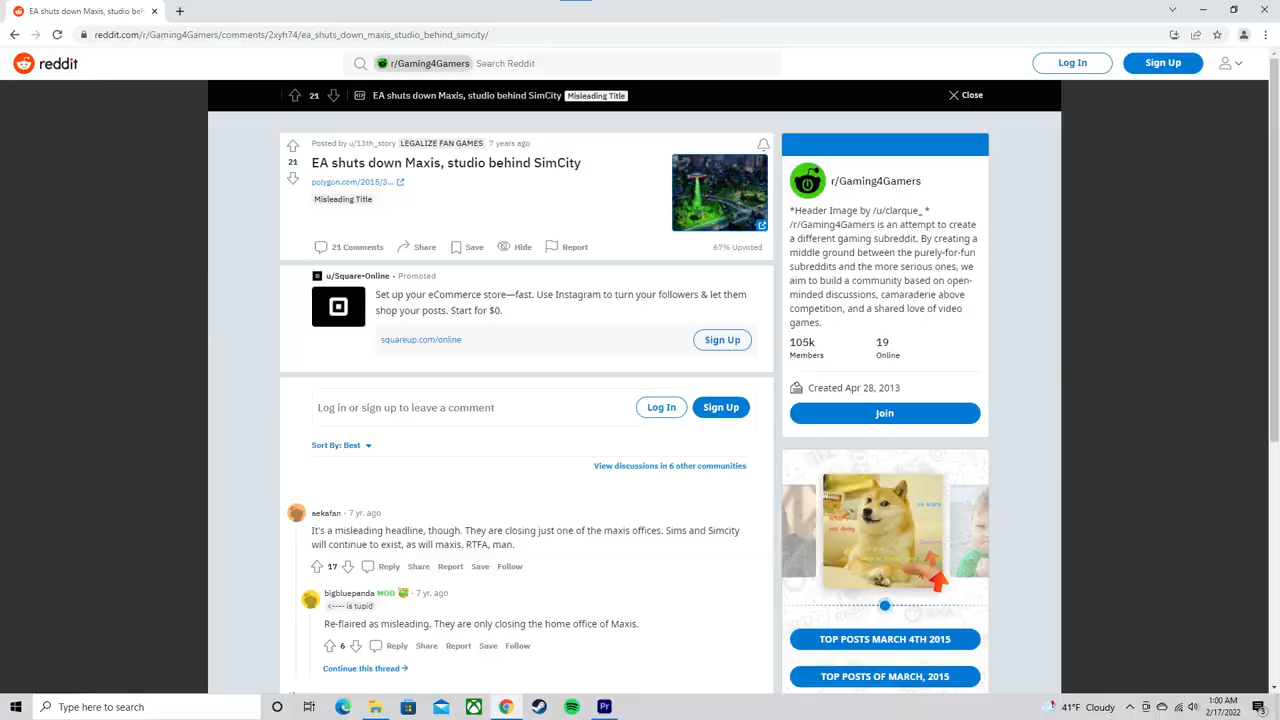 EA shuts down Maxis, studio beh
reddit.com/r/Gaming4Gamers/comments/2xyh74/ea_shuts_down_maxis_studio_behind_simcity/
reddit
r/Gaming4Gamers Search Reddit
Log In
Sign Up
21 EA shuts down Maxis, studio behind SimCity Misleading Title
Close
Posted by u/13th_story LEGALIZE FAN GAMES 7 years ago
21
EA shuts down Maxis, studio behind SimCity
polygon.com/2015/3...
Misleading Title
21 Comments Share Save Hide Report
67% Upvoted
u/Square-Online · Promoted
Set up your eCommerce store—fast. Use Instagram to turn your followers & let them
shop your posts. Start for $0.
squareup.com/online
Sign Up
Log in or sign up to leave a comment
Log In
Sign Up
Sort By: Best
View discussions in 6 other communities
aekafan · 7 yr. ago
It's a misleading headline, though. They are closing just one of the maxis offices. Sims and Simcity
will continue to exist, as will maxis. RTFA, man.
17 Reply Share Report Save Follow
bigbluepanda MOD · 7 yr. ago
<---- is tupid
Re-flaired as misleading. They are only closing the home office of Maxis.
6 Reply Share Report Save Follow
Continue this thread
r/Gaming4Gamers
*Header Image by /u/clarque_ *
/r/Gaming4Gamers is an attempt to create
a different gaming subreddit. By creating a
middle ground between the purely-for-fun
subreddits and the more serious ones, we
aim to build a community based on open-
minded discussions, camaraderie above
competition, and a shared love of video
games.
105k
Members
19
Online
Created Apr 28, 2013
Join
TOP POSTS MARCH 4TH 2015
TOP POSTS OF MARCH, 2015
Type here to search
Pr
41°F Cloudy
1:00 AM
2/17/2022
3